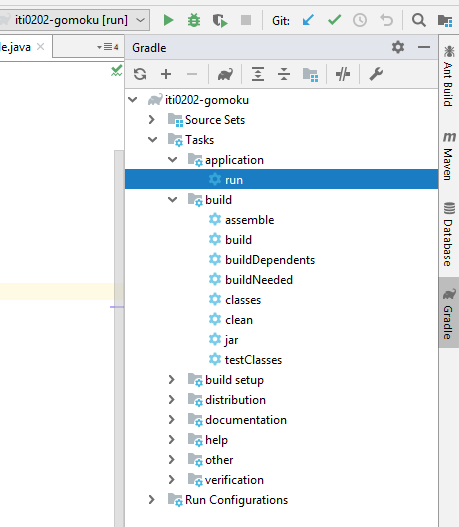 iti0202-gomoku [run]
Git:
le.java
4
Gradle
iti0202-gomoku
Source Sets
Tasks
application
run
build
assemble
build
buildDependents
buildNeeded
classes
clean
jar
testClasses
build setup
distribution
documentation
help
other
verification
Run Configurations
Ant Build
m
Maven
Database
Gradle